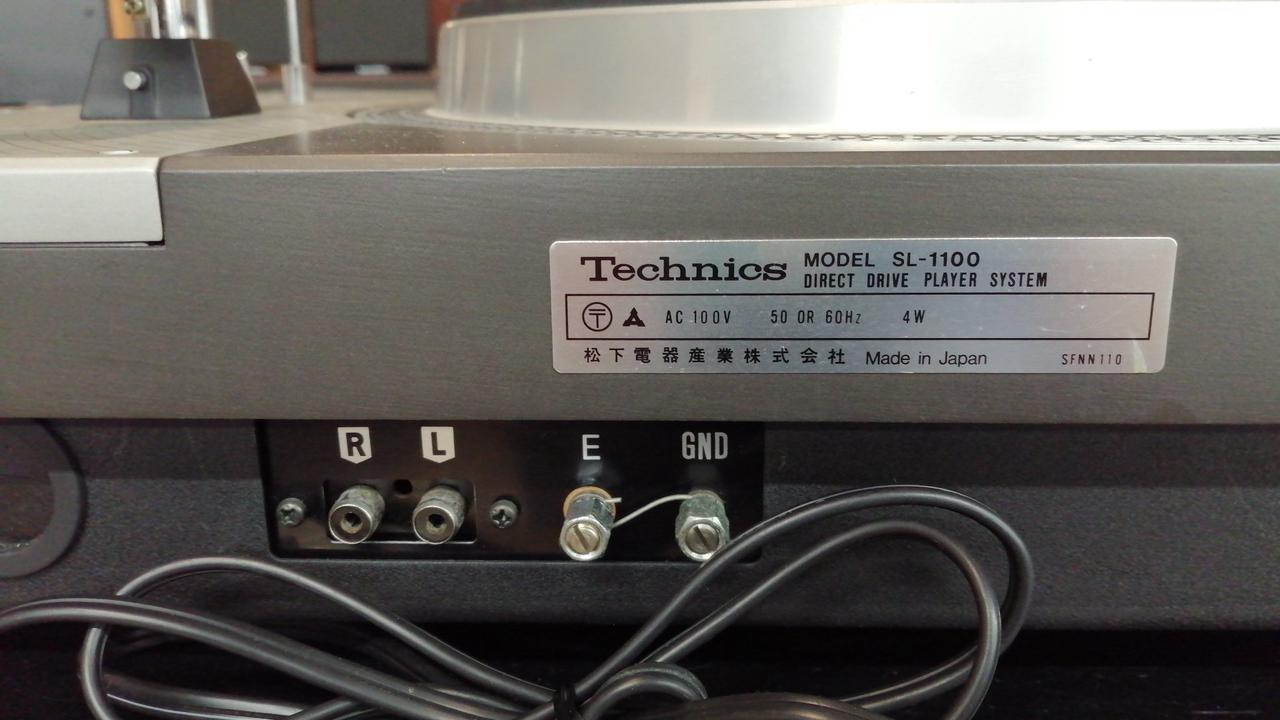 Technics MODEL SL-1100
DIRECT DRIVE PLAYER SYSTEM
〒 AC 100V 50 OR 60Hz 4W
松下電器産業株式会社 Made in Japan SFNN110
R L E GND